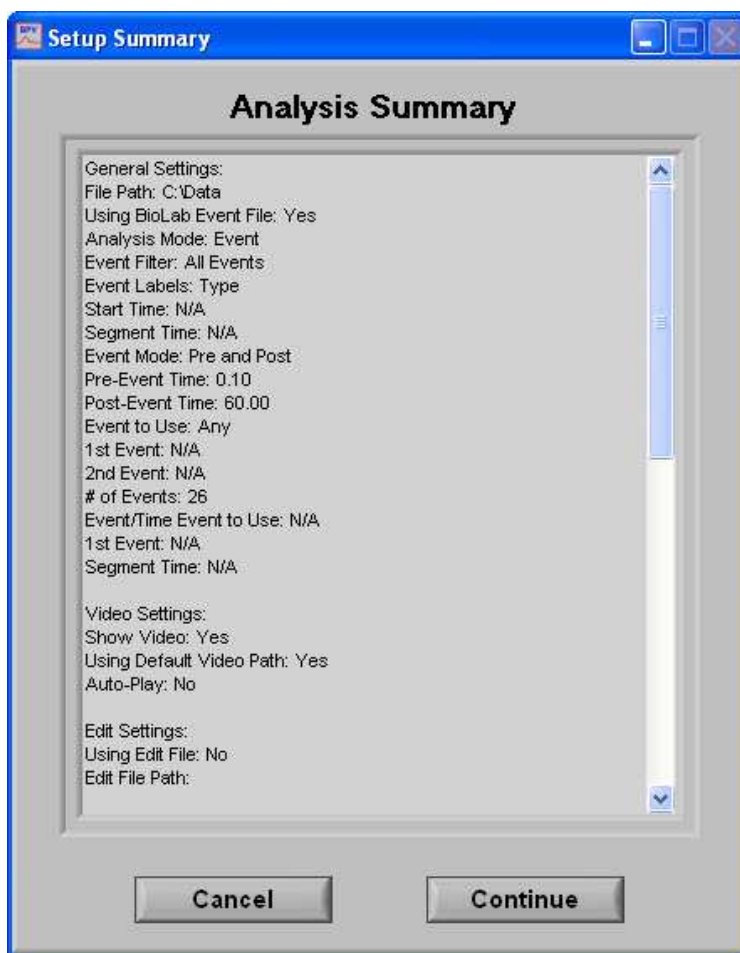 Setup Summary
Analysis Summary
General Settings:
File Path: C:\Data
Using BioLab Event File: Yes
Analysis Mode: Event
Event Filter: All Events
Event Labels: Type
Start Time: N/A
Segment Time: N/A
Event Mode: Pre and Post
Pre-Event Time: 0.10
Post-Event Time: 60.00
Event to Use: Any
1st Event: N/A
2nd Event: N/A
# of Events: 26
Event/Time Event to Use: N/A
1st Event: N/A
Segment Time: N/A
Video Settings:
Show Video: Yes
Using Default Video Path: Yes
Auto-Play: No
Edit Settings:
Using Edit File: No
Edit File Path:
Cancel Continue